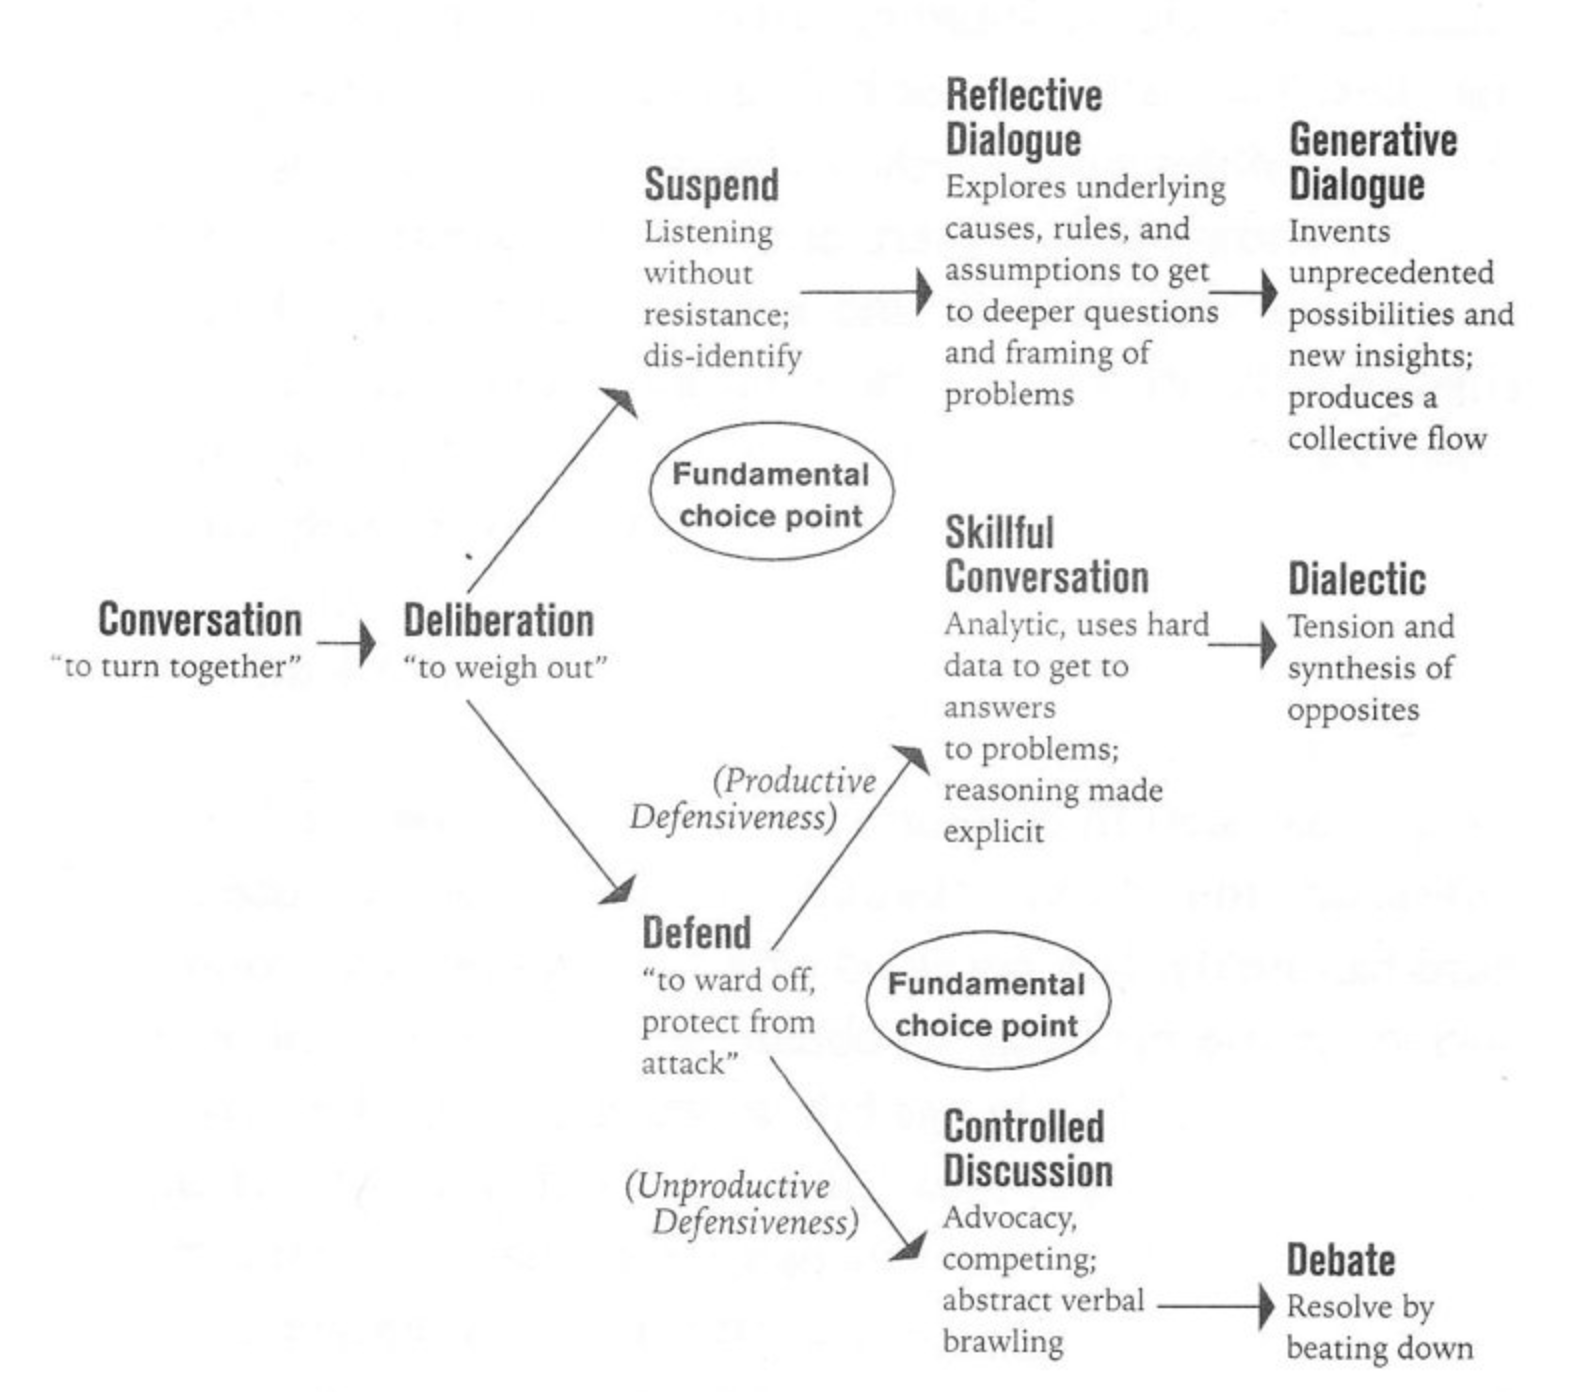 Reflective
Dialogue
Explores underlying
causes, rules, and
assumptions to get
to deeper questions
and framing of
problems
Generative
Dialogue
Invents
unprecedented
possibilities and
new insights;
produces a
collective flow
Suspend
Listening
without
resistance;
dis-identify
Fundamental
choice point
Conversation
“to turn together”
Deliberation
“to weigh out”
Skillful
Conversation
Analytic, uses hard
data to get to
answers
to problems;
reasoning made
explicit
Dialectic
Tension and
synthesis of
opposites
(Productive
Defensiveness)
Defend
“to ward off,
protect from
attack”
Fundamental
choice point
(Unproductive
Defensiveness)
Controlled
Discussion
Advocacy,
competing;
abstract verbal
brawling
Debate
Resolve by
beating down